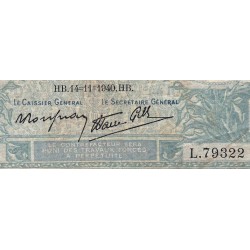 HB.14=11=1940.HB.
LE CAISSIER GÉNÉRAL LE SECRÉTAIRE GÉNÉRAL
LE CONTREFACTEUR SERA
PUNI DES TRAVAUX FORCÉS
À PERPÉTUITÉ
L.79322